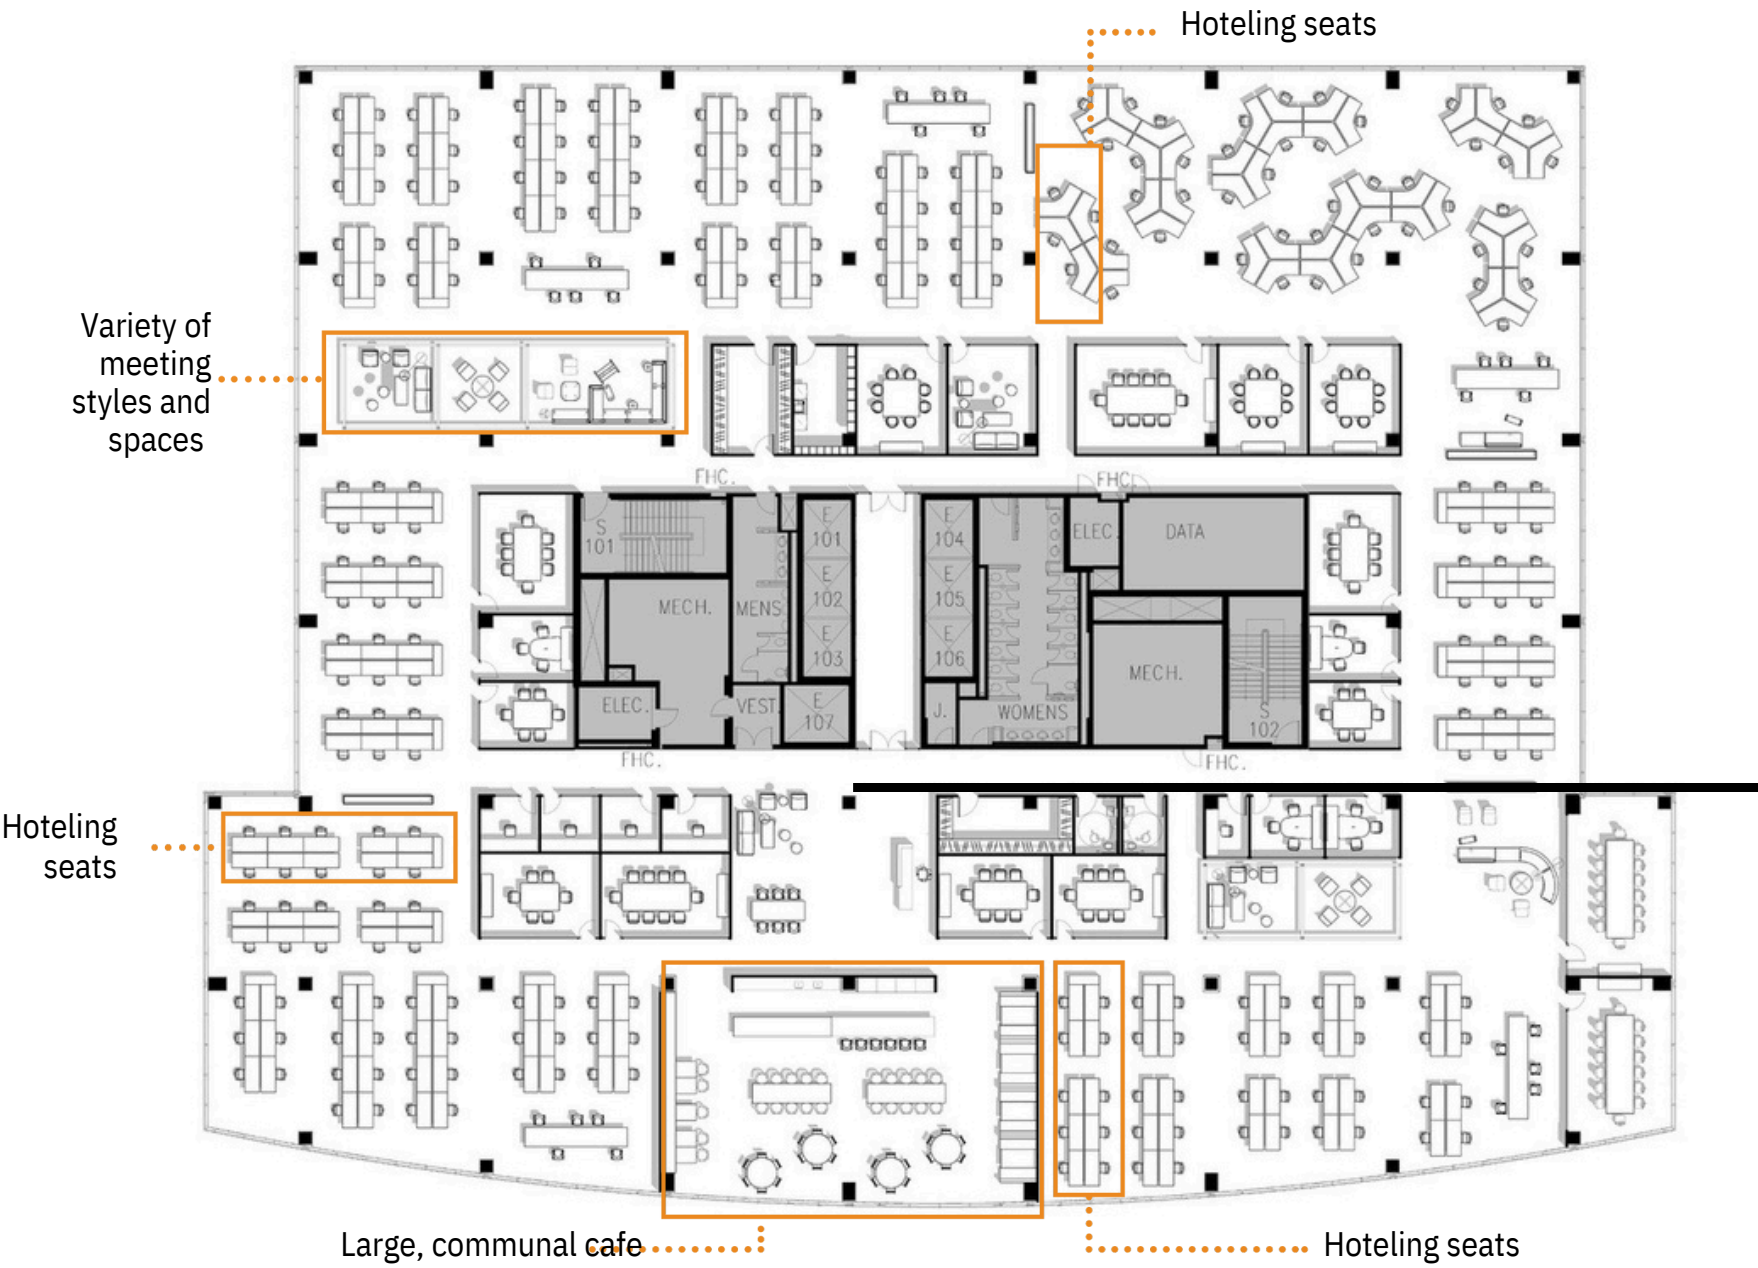 Hoteling seats
Variety of
meeting
styles and
spaces
FHC.
FHC.
S
101
E
101
E
104
ELEC.
DATA
MECH.
MENS
E
102
E
105
E
103
E
106
MECH.
ELEC.
VEST.
E
107
J.
WOMENS
S
102
FHC.
FHC.
Hoteling
seats
Large, communal cafe
Hoteling seats